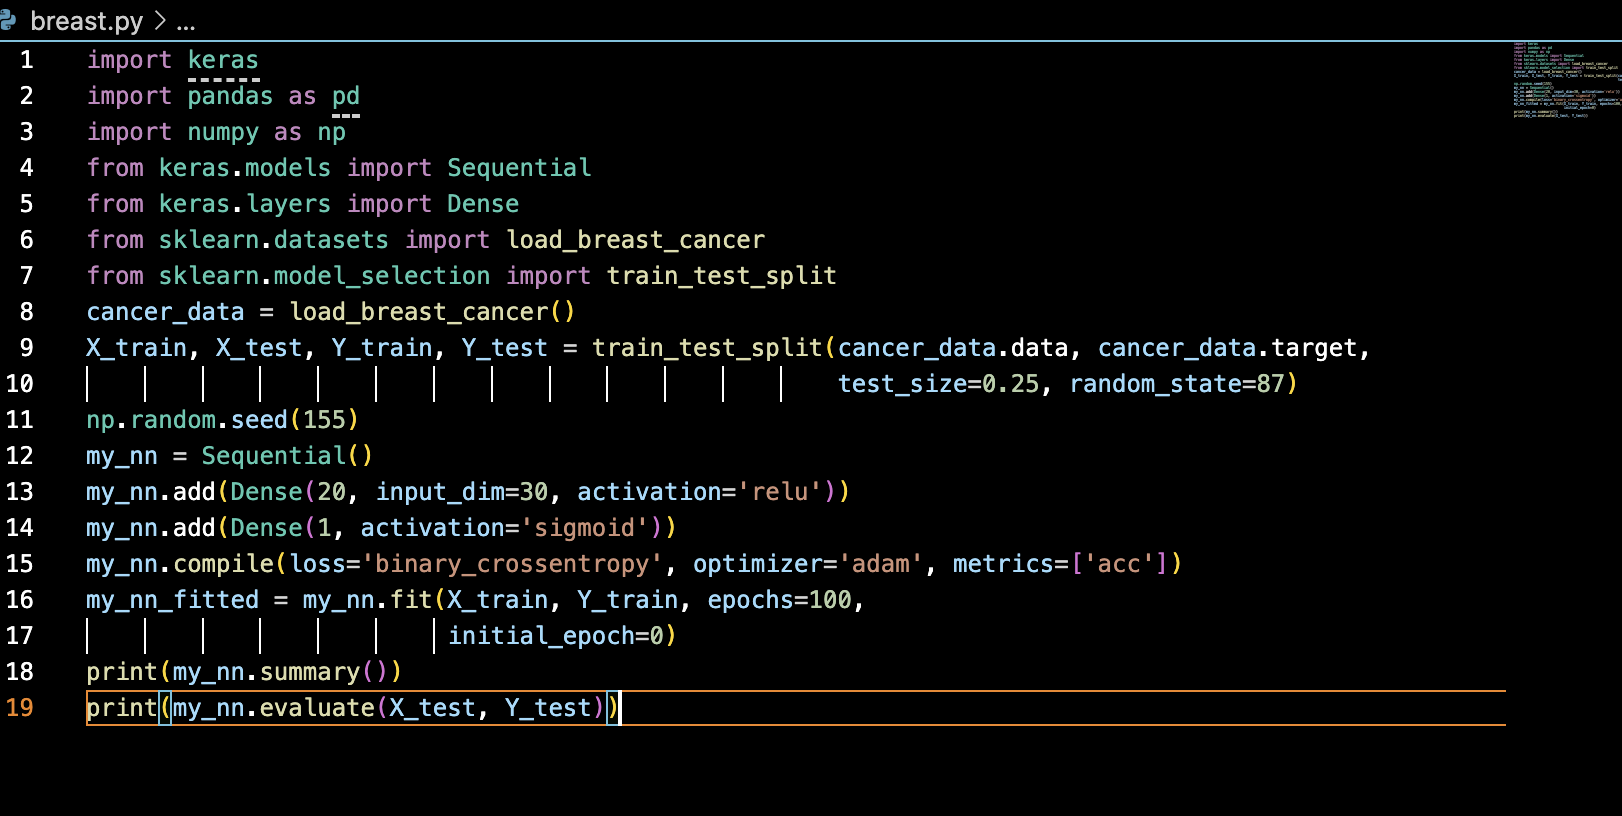 breast.py > ...
1 import keras
2 import pandas as pd
3 import numpy as np
4 from keras.models import Sequential
5 from keras.layers import Dense
6 from sklearn.datasets import load_breast_cancer
7 from sklearn.model_selection import train_test_split
8 cancer_data = load_breast_cancer()
9 X_train, X_test, Y_train, Y_test = train_test_split(cancer_data.data, cancer_data.target,
10 test_size=0.25, random_state=87)
11 np.random.seed(155)
12 my_nn = Sequential()
13 my_nn.add(Dense(20, input_dim=30, activation='relu'))
14 my_nn.add(Dense(1, activation='sigmoid'))
15 my_nn.compile(loss='binary_crossentropy', optimizer='adam', metrics=['acc'])
16 my_nn_fitted = my_nn.fit(X_train, Y_train, epochs=100,
17 initial_epoch=0)
18 print(my_nn.summary())
19 print(my_nn.evaluate(X_test, Y_test))